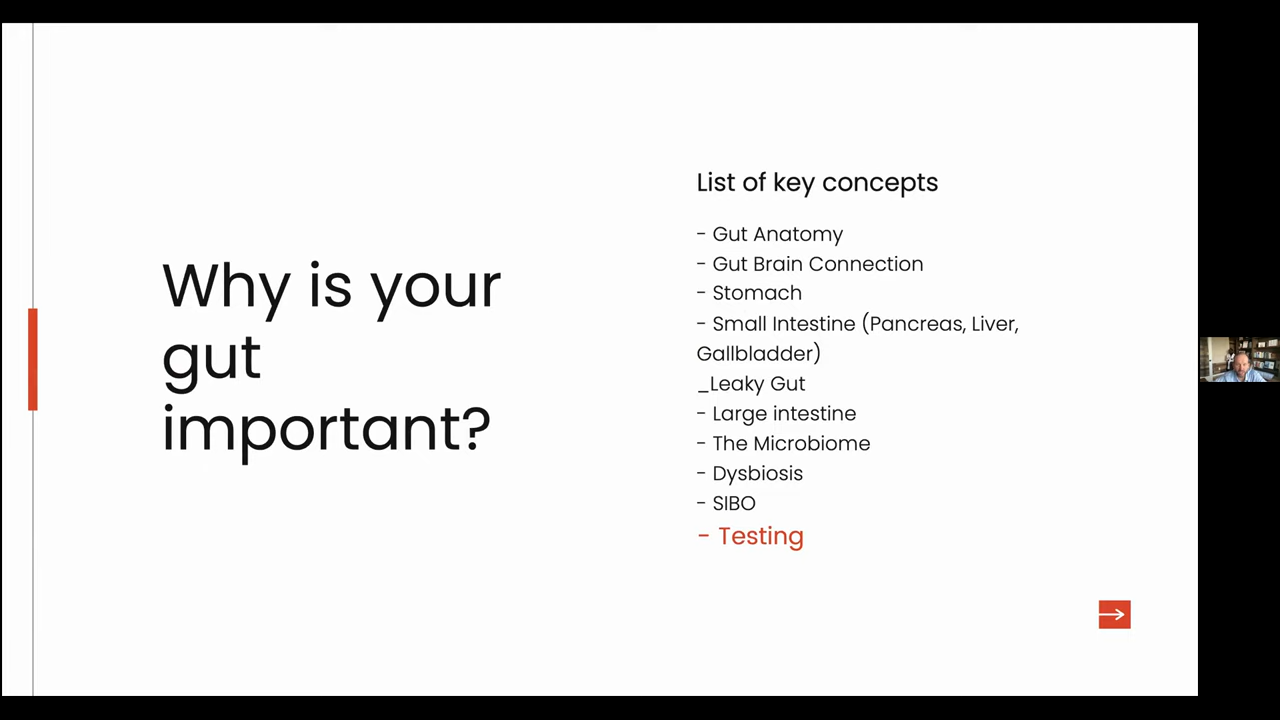 Why is your
gut
important?
List of key concepts
- Gut Anatomy
- Gut Brain Connection
- Stomach
- Small Intestine (Pancreas, Liver,
Gallbladder)
_Leaky Gut
- Large intestine
- The Microbiome
- Dysbiosis
- SIBO
- Testing